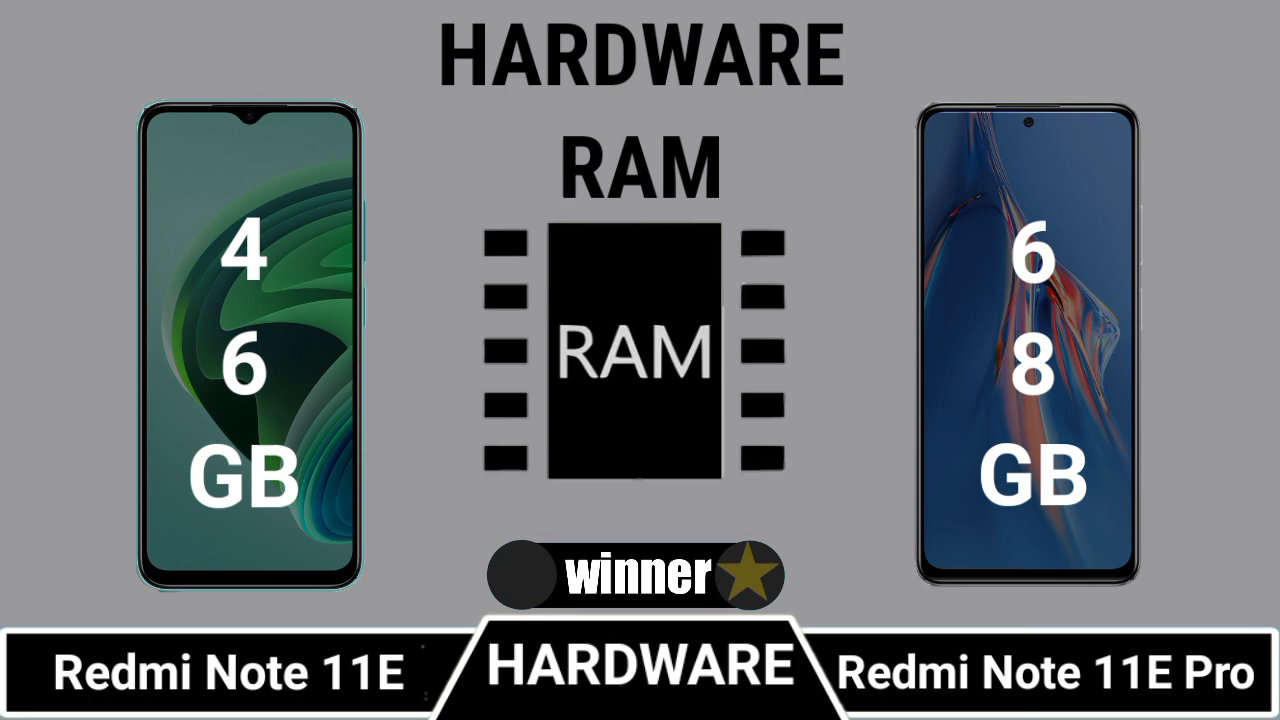 HARDWARE
RAM
4
6
GB
RAM
6
8
GB
winner
Redmi Note 11E
HARDWARE
Redmi Note 11E Pro